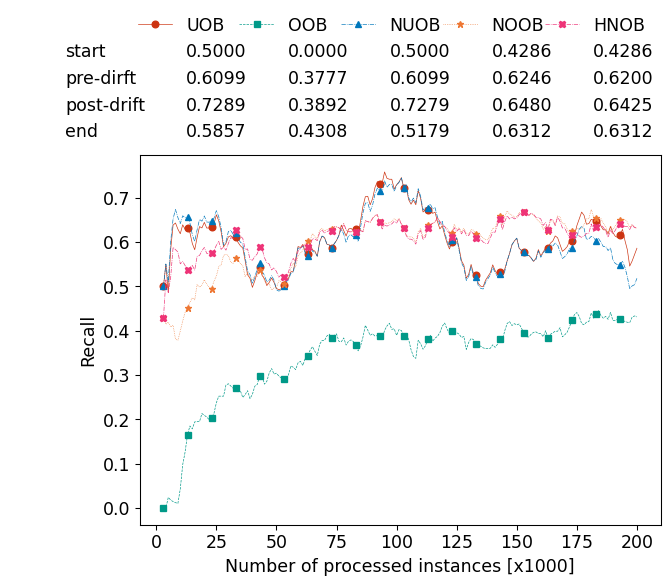 UOB OOB NUOB NOOB HNOB
start 0.5000 0.0000 0.5000 0.4286 0.4286
pre-dirft 0.6099 0.3777 0.6099 0.6246 0.6200
post-drift 0.7289 0.3892 0.7279 0.6480 0.6425
end 0.5857 0.4308 0.5179 0.6312 0.6312
0.7
0.6
0.5
0.4
0.3
0.2
0.1
0.0
Recall
0 25 50 75 100 125 150 175 200
Number of processed instances [x1000]